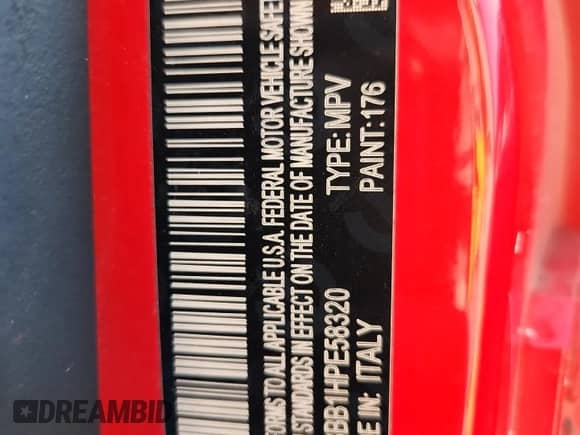 FORMS TO ALL APPLICABLE U.S.A. FEDERAL MOTOR VEHICLE SAFE
STANDARDS IN EFFECT ON THE DATE OF MANUFACTURE SHOWN
BB1HPE58320 TYPE: MPV
E IN: ITALY PAINT: 176
DREAMBID